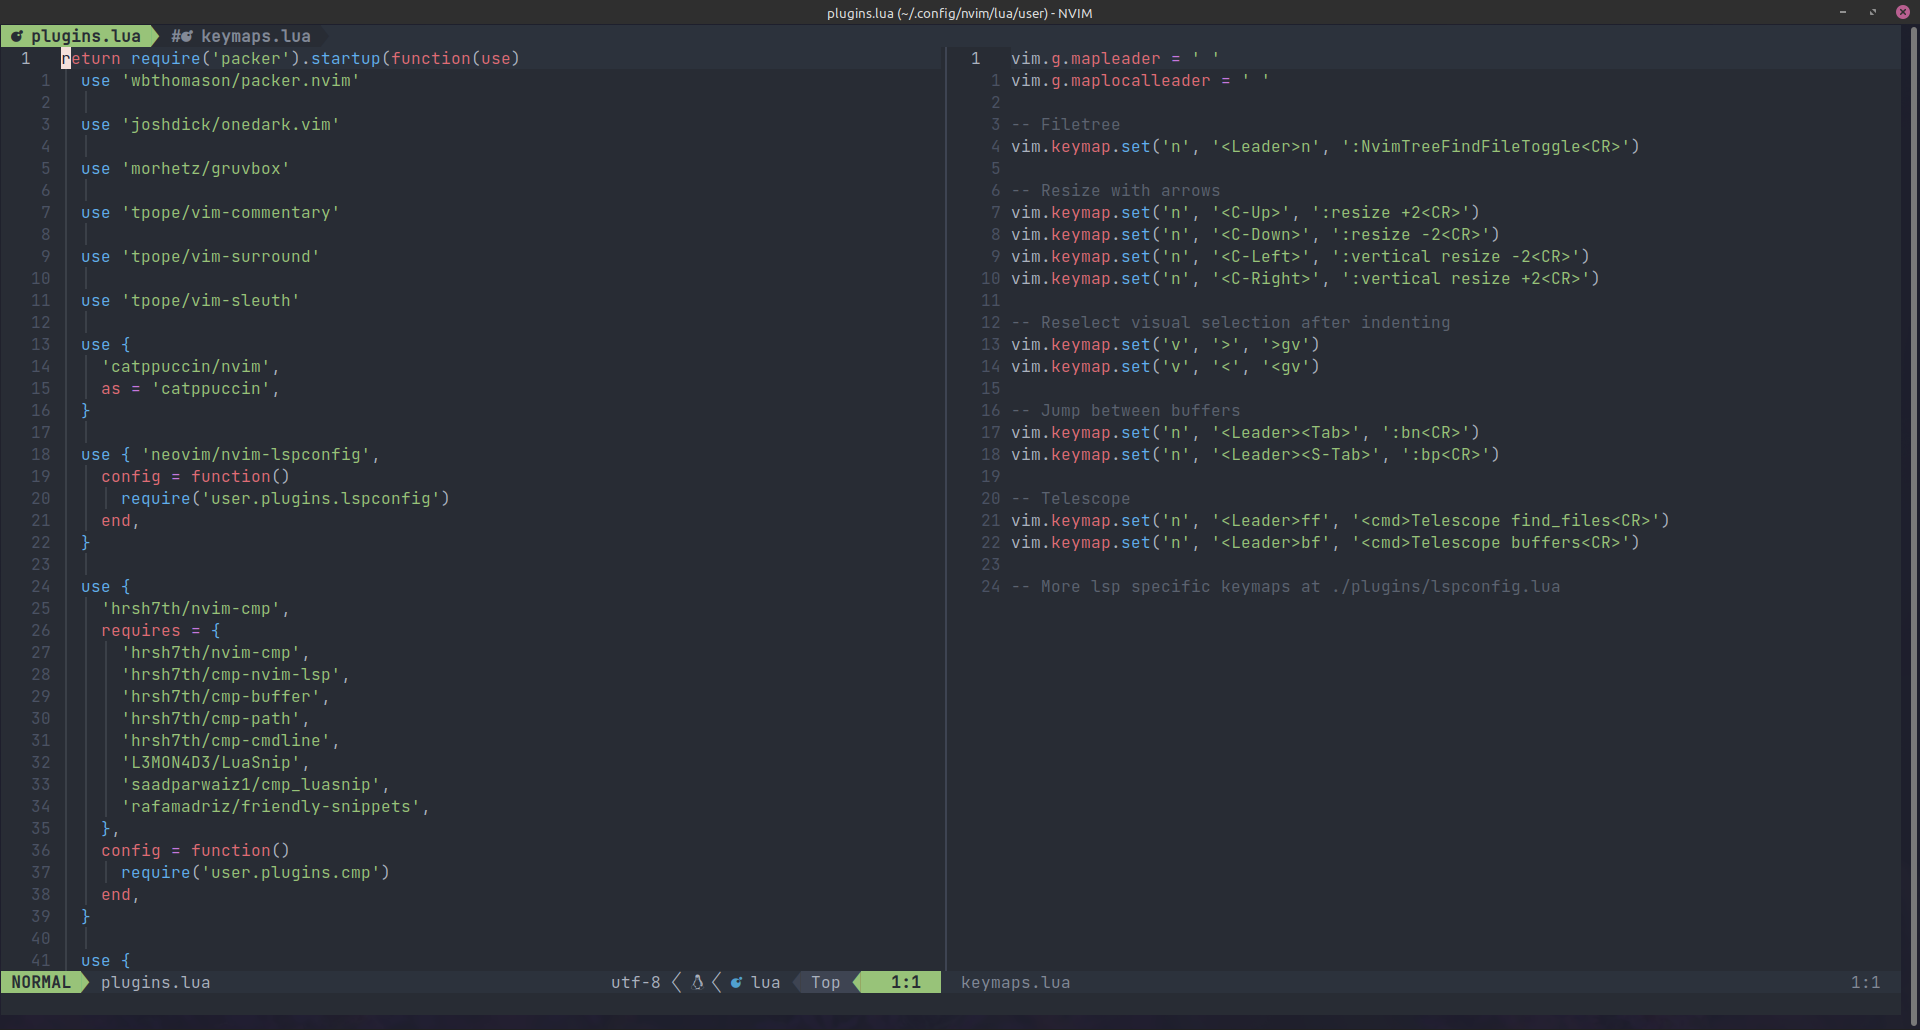 plugins.lua (~/.config/nvim/lua/user) - NVIM
plugins.lua # keymaps.lua
1 return require('packer').startup(function(use)
1 use 'wbthomason/packer.nvim'
2
3 use 'joshdick/onedark.vim'
4
5 use 'morhetz/gruvbox'
6
7 use 'tpope/vim-commentary'
8
9 use 'tpope/vim-surround'
10
11 use 'tpope/vim-sleuth'
12
13 use {
14 'catppuccin/nvim',
15 as = 'catppuccin',
16 }
17
18 use { 'neovim/nvim-lspconfig',
19 config = function()
20 require('user.plugins.lspconfig')
21 end,
22 }
23
24 use {
25 'hrsh7th/nvim-cmp',
26 requires = {
27 'hrsh7th/nvim-cmp',
28 'hrsh7th/cmp-nvim-lsp',
29 'hrsh7th/cmp-buffer',
30 'hrsh7th/cmp-path',
31 'hrsh7th/cmp-cmdline',
32 'L3MON4D3/LuaSnip',
33 'saadparwaiz1/cmp_luasnip',
34 'rafamadriz/friendly-snippets',
35 },
36 config = function()
37 require('user.plugins.cmp')
38 end,
39 }
40
41 use {
NORMAL plugins.lua utf-8 lua Top 1:1
1 vim.g.mapleader = ' '
1 vim.g.maplocalleader = ' '
2
3 -- Filetree
4 vim.keymap.set('n', '<Leader>n', ':NvimTreeFindFileToggle<CR>')
5
6 -- Resize with arrows
7 vim.keymap.set('n', '<C-Up>', ':resize +2<CR>')
8 vim.keymap.set('n', '<C-Down>', ':resize -2<CR>')
9 vim.keymap.set('n', '<C-Left>', ':vertical resize -2<CR>')
10 vim.keymap.set('n', '<C-Right>', ':vertical resize +2<CR>')
11
12 -- Reselect visual selection after indenting
13 vim.keymap.set('v', '>', '>gv')
14 vim.keymap.set('v', '<', '<gv')
15
16 -- Jump between buffers
17 vim.keymap.set('n', '<Leader><Tab>', ':bn<CR>')
18 vim.keymap.set('n', '<Leader><S-Tab>', ':bp<CR>')
19
20 -- Telescope
21 vim.keymap.set('n', '<Leader>ff', '<cmd>Telescope find_files<CR>')
22 vim.keymap.set('n', '<Leader>bf', '<cmd>Telescope buffers<CR>')
23
24 -- More lsp specific keymaps at ./plugins/lspconfig.lua
keymaps.lua 1:1